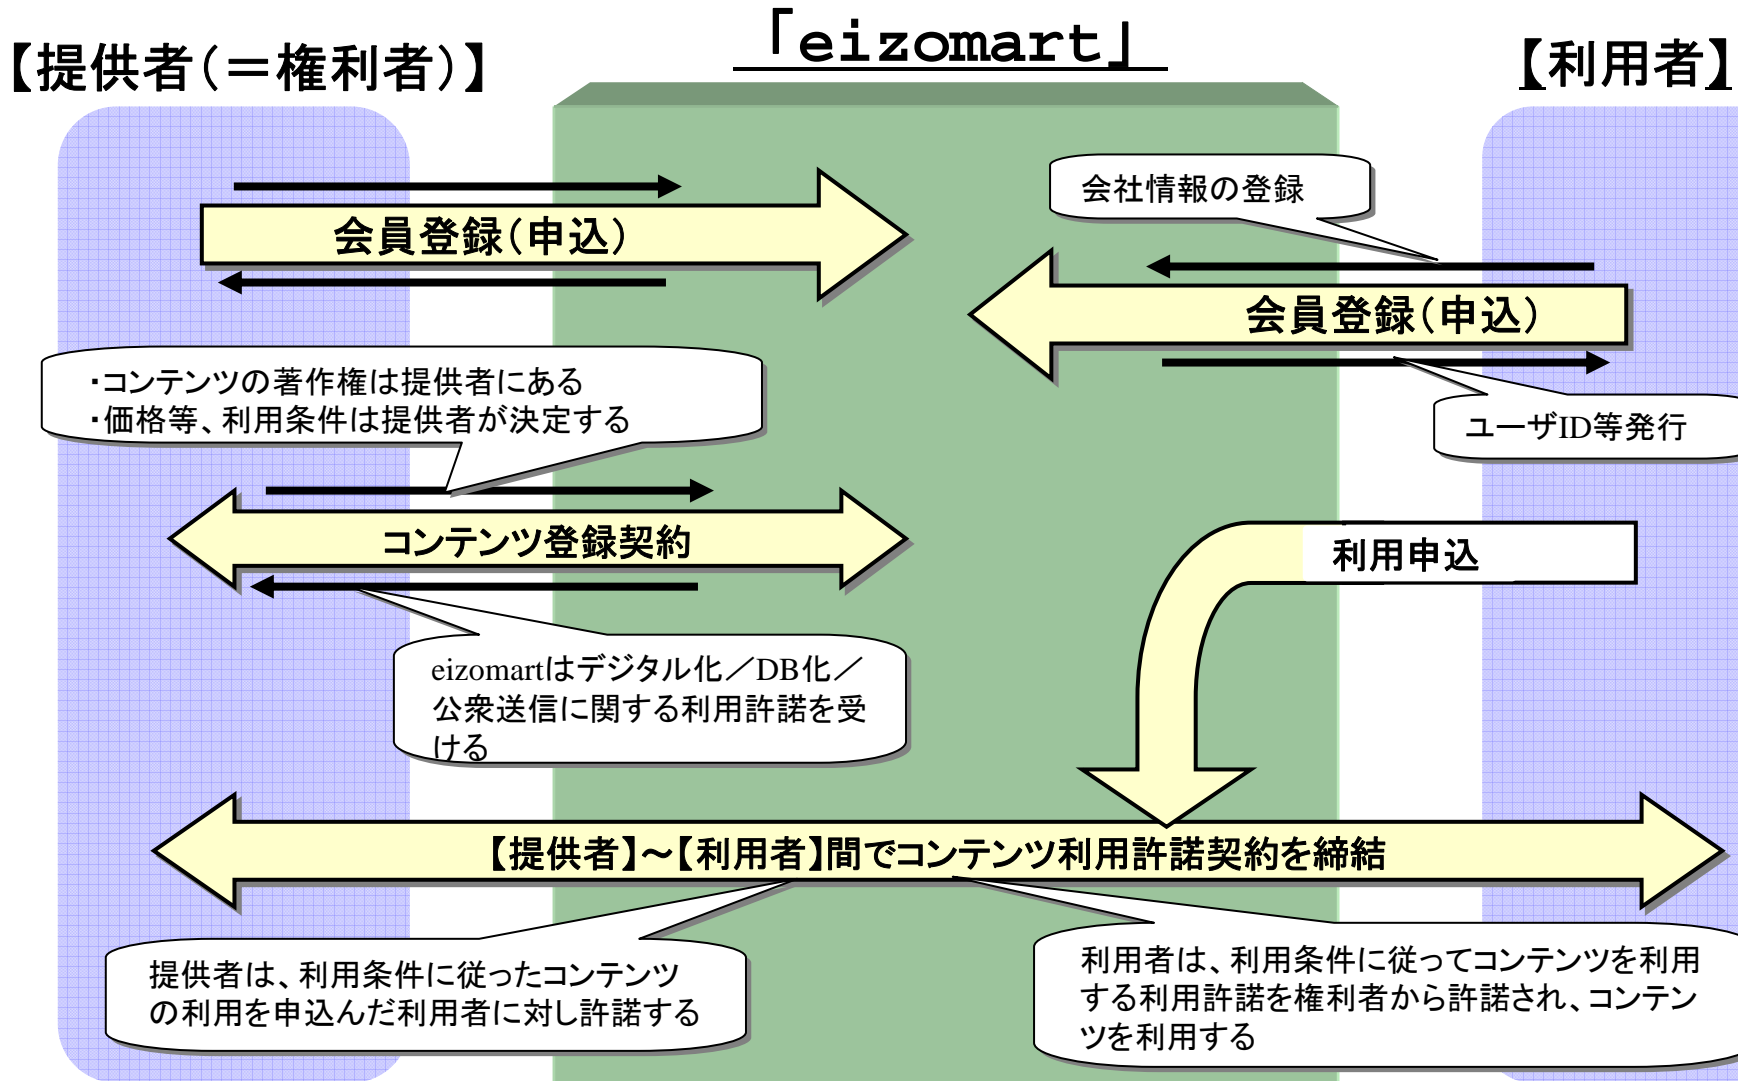 「eizomart」
【提供者(=権利者)】
【利用者】
会員登録(申込)
会社情報の登録
会員登録(申込)
ユーザID等発行
・コンテンツの著作権は提供者にある
・価格等、利用条件は提供者が決定する
コンテンツ登録契約
利用申込
eizomartはデジタル化／DB化／
公衆送信に関する利用許諾を受
ける
【提供者】～【利用者】間でコンテンツ利用許諾契約を締結
提供者は、利用条件に従ったコンテンツ
の利用を申込んだ利用者に対し許諾する
利用者は、利用条件に従ってコンテンツを利用
する利用許諾を権利者から許諾され、コンテン
ツを利用する